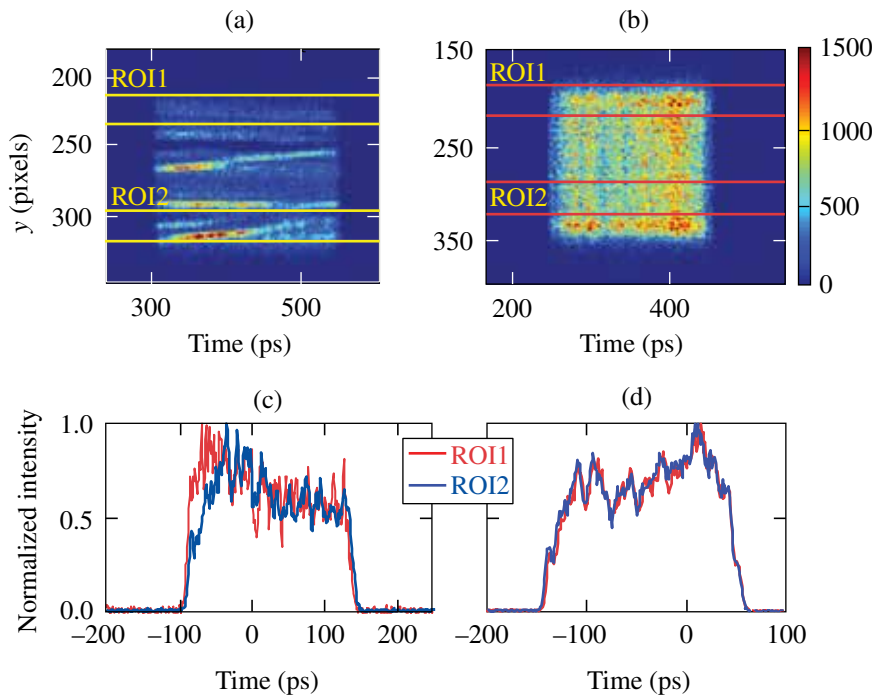 (a)
ROI1
ROI2
200
250
300
y (pixels)
300
500
Time (ps)
(b)
ROI1
ROI2
150
250
350
200
400
Time (ps)
1500
1000
500
0
(c)
1.0
0.5
0.0
Normalized intensity
−200
−100
0
100
200
Time (ps)
ROI1
ROI2
(d)
−200
−100
0
100
Time (ps)